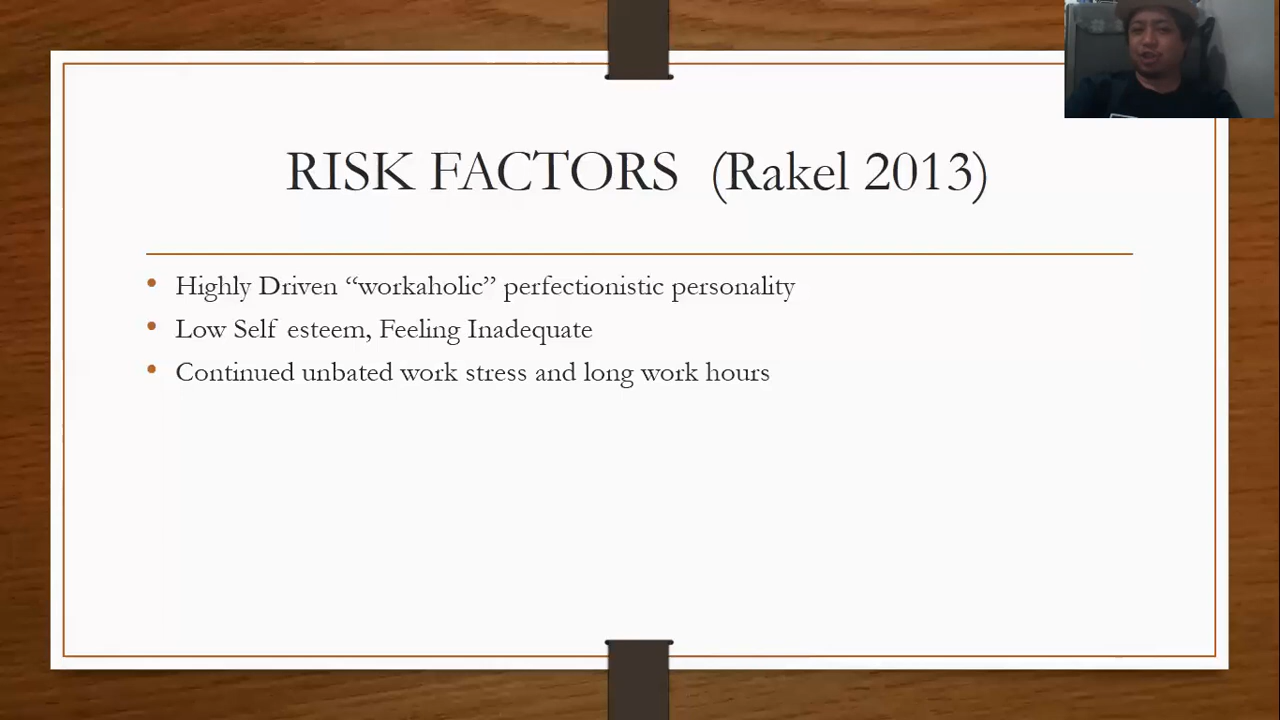 RISK FACTORS (Rakel 2013)
• Highly Driven “workaholic” perfectionistic personality
• Low Self esteem, Feeling Inadequate
• Continued unbated work stress and long work hours